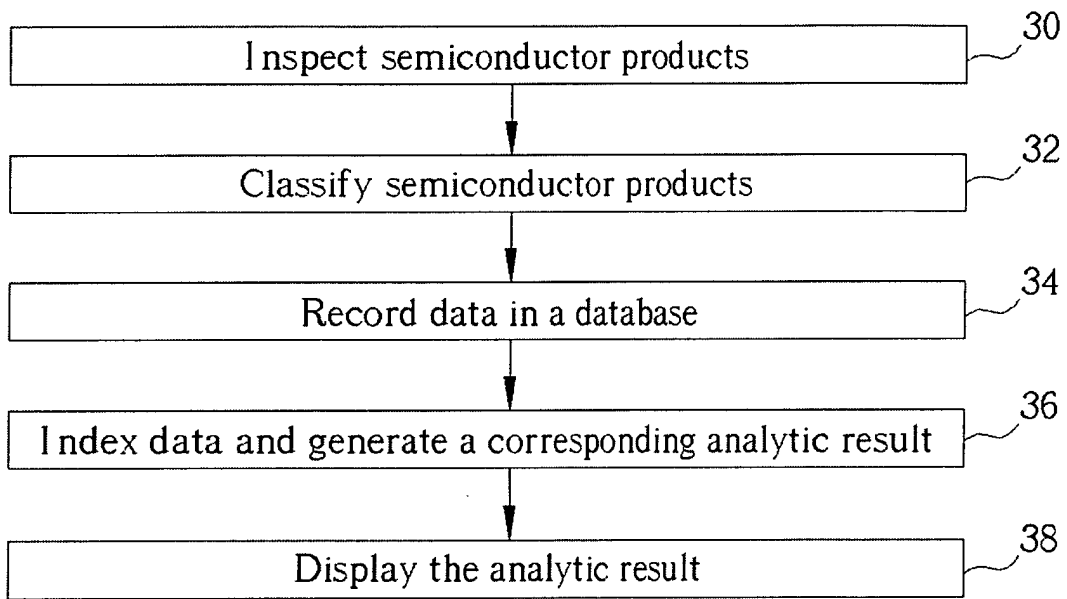 30
Inspect semiconductor products
32
Classify semiconductor products
34
Record data in a database
36
Index data and generate a corresponding analytic result
38
Display the analytic result